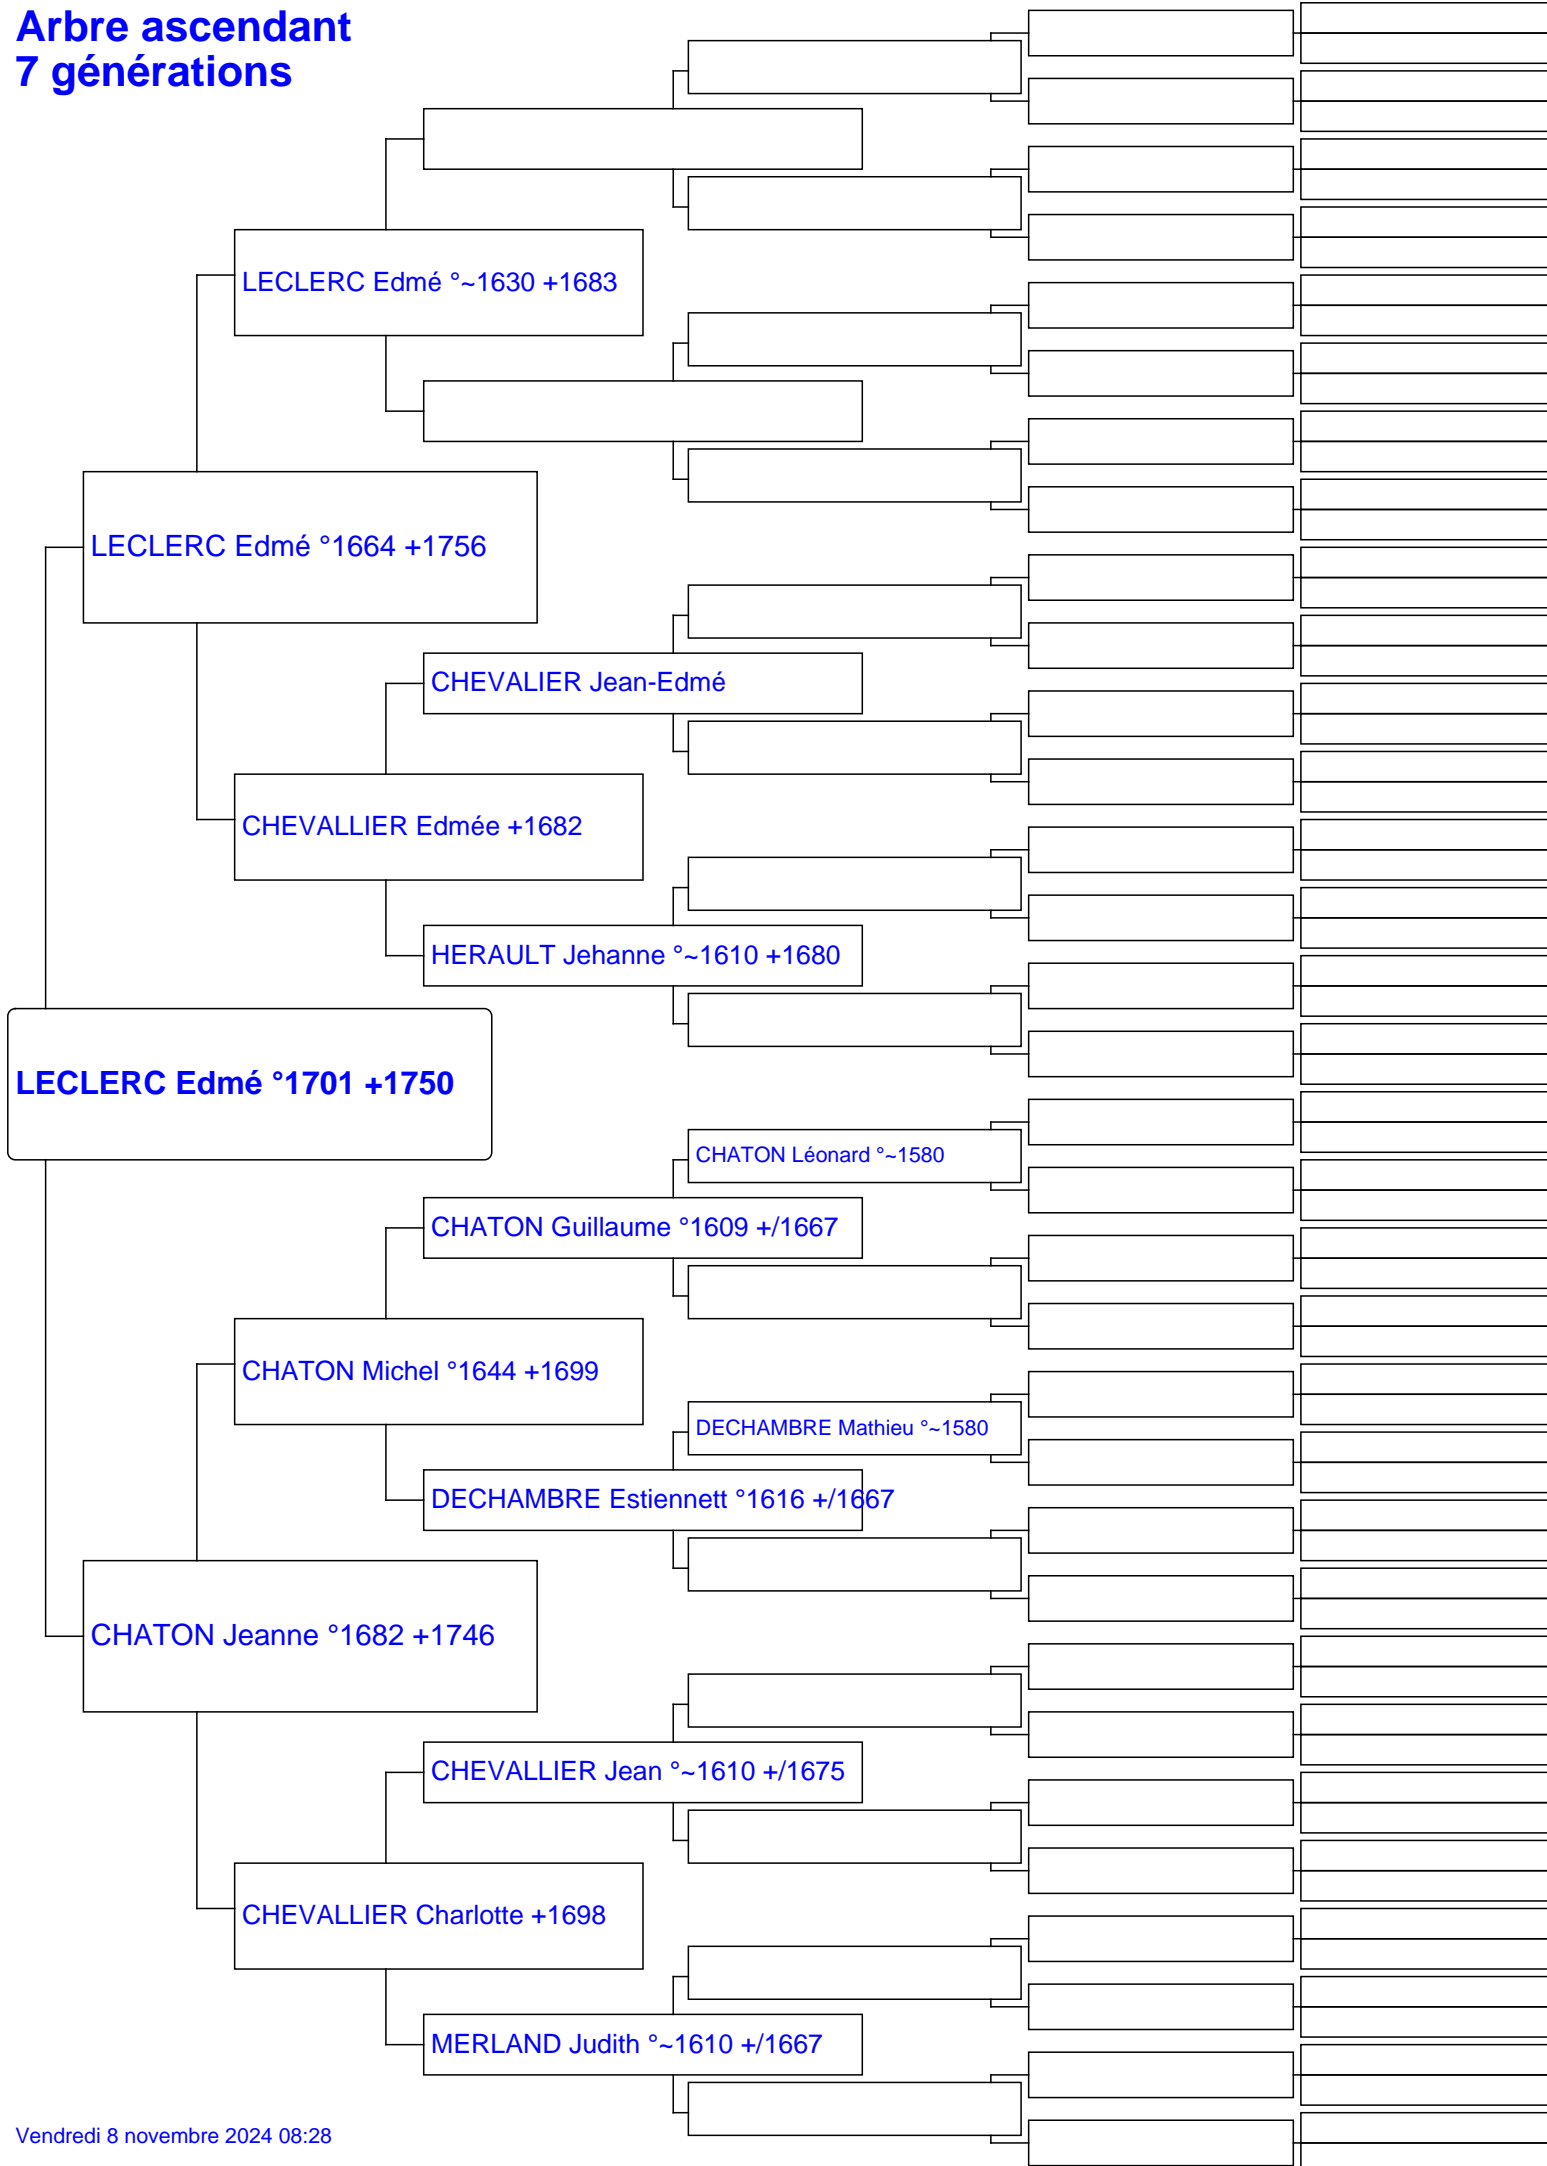 Arbre ascendant
7 générations
LECLERC Edmé °~1630 +1683
LECLERC Edmé °1664 +1756
CHEVALIER Jean-Edmé
CHEVALLIER Edmée +1682
HERAULT Jehanne °~1610 +1680
LECLERC Edmé °1701 +1750
CHATON Léonard °~1580
CHATON Guillaume °1609 +/1667
CHATON Michel °1644 +1699
DECHAMBRE Mathieu °~1580
DECHAMBRE Estiennett °1616 +/1667
CHATON Jeanne °1682 +1746
CHEVALLIER Jean °~1610 +/1675
CHEVALLIER Charlotte +1698
MERLAND Judith °~1610 +/1667
Vendredi 8 novembre 2024 08:28